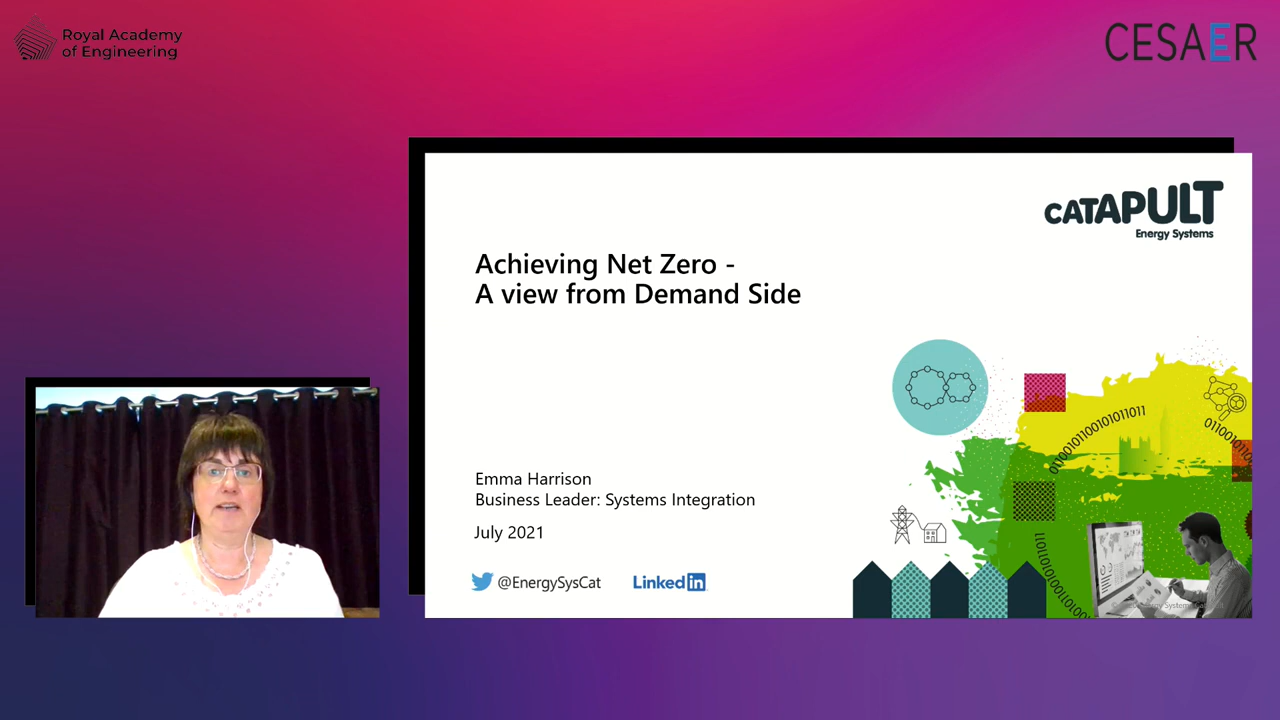 Royal Academy
of Engineering
CESAER
CATAPULT
Energy Systems
Achieving Net Zero -
A view from Demand Side
Emma Harrison
Business Leader: Systems Integration
July 2021
@EnergySysCat
LinkedIn